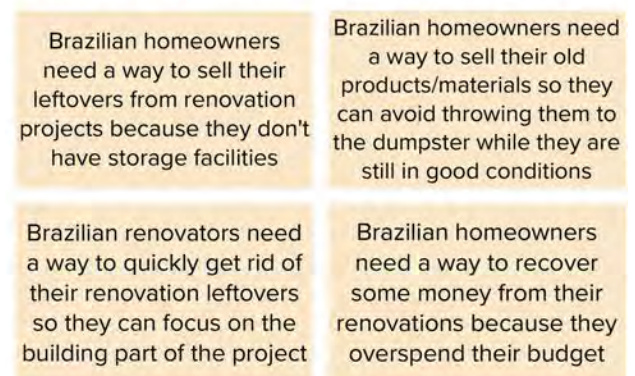 Brazilian homeowners
need a way to sell their
leftovers from renovation
projects because they don't
have storage facilities
Brazilian homeowners need
a way to sell their old
products/materials so they
can avoid throwing them to
the dumpster while they are
still in good conditions
Brazilian renovators need
a way to quickly get rid of
their renovation leftovers
so they can focus on the
building part of the project
Brazilian homeowners
need a way to recover
some money from their
renovations because they
overspend their budget